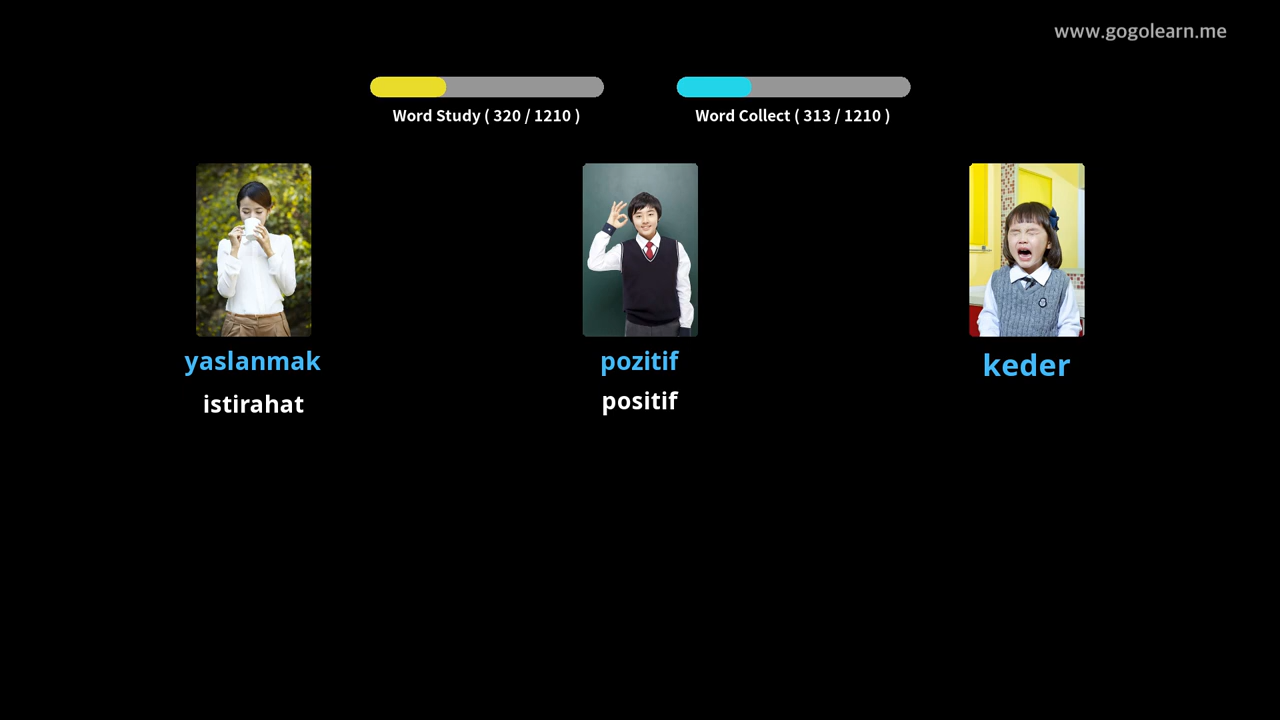 www.gogolearn.me
Word Study ( 320 / 1210 )
Word Collect ( 313 / 1210 )
yaslanmak
istirahat
pozitif
positif
keder